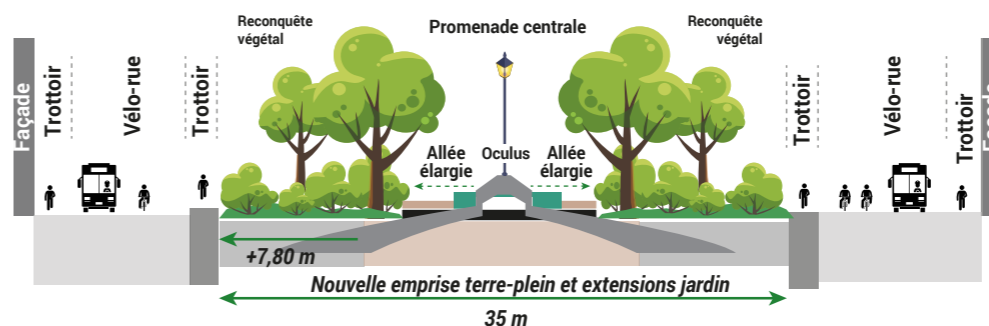 Reconquête
végétal
Promenade centrale
Reconquête
végétal
Façade
Trottoir
Vélo-rue
Trottoir
Allée
élargie
Oculus
Allée
élargie
Trottoir
Vélo-rue
Trottoir
Façade
+7,80 m
Nouvelle emprise terre-plein et extensions jardin
35 m